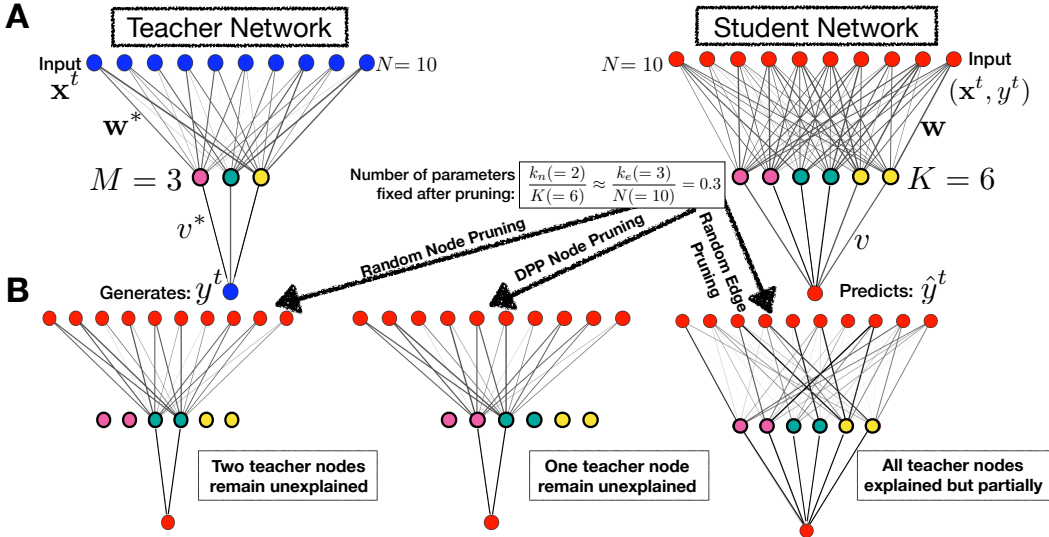 A
Teacher Network
Student Network
Input
x^t
N = 10
N = 10
Input
(x^t, y^t)
w*
w
M = 3
Number of parameters
fixed after pruning:
k_n(=2)/K(=6) ≈ k_e(=3)/N(=10) = 0.3
K = 6
v*
v
Random Node Pruning
DPP Node Pruning
Random Edge
Pruning
B
Generates: y^t
Predicts: ŷ^t
Two teacher nodes
remain unexplained
One teacher node
remain unexplained
All teacher nodes
explained but partially